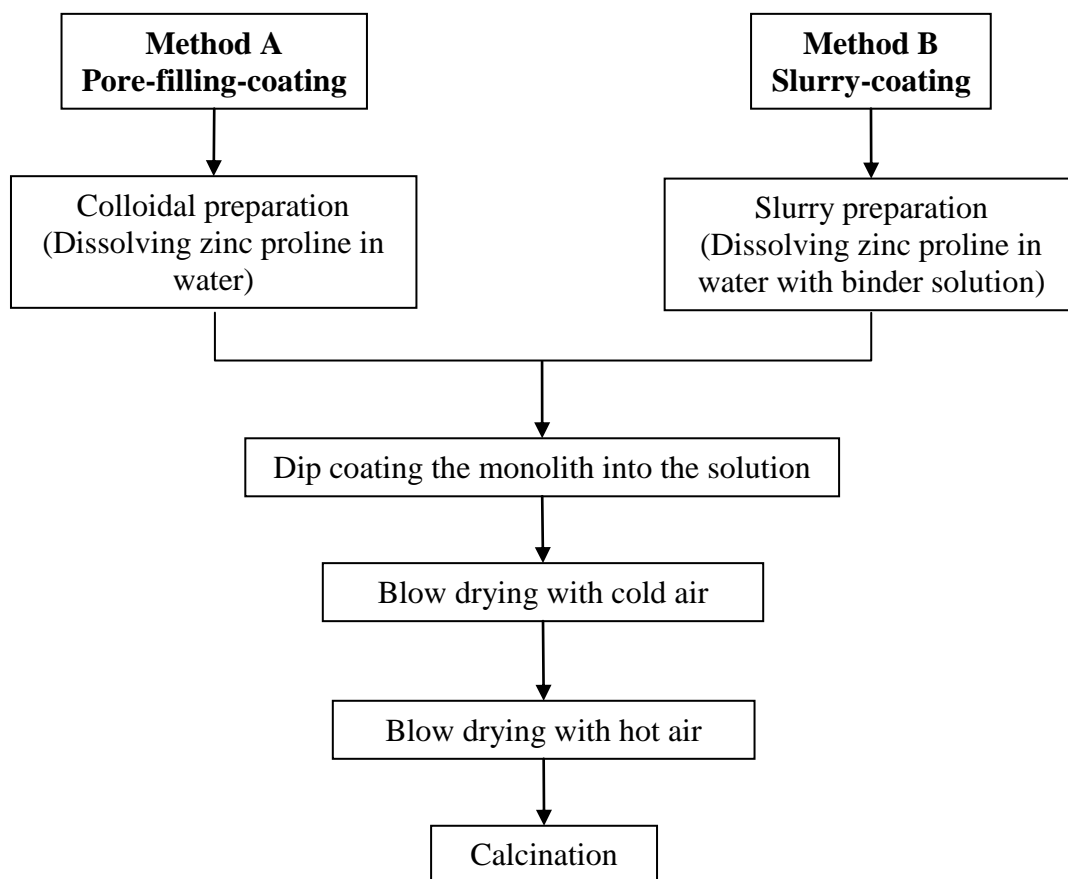 Method A
Pore-filling-coating
Method B
Slurry-coating
Colloidal preparation
(Dissolving zinc proline in
water)
Slurry preparation
(Dissolving zinc proline in
water with binder solution)
Dip coating the monolith into the solution
Blow drying with cold air
Blow drying with hot air
Calcination